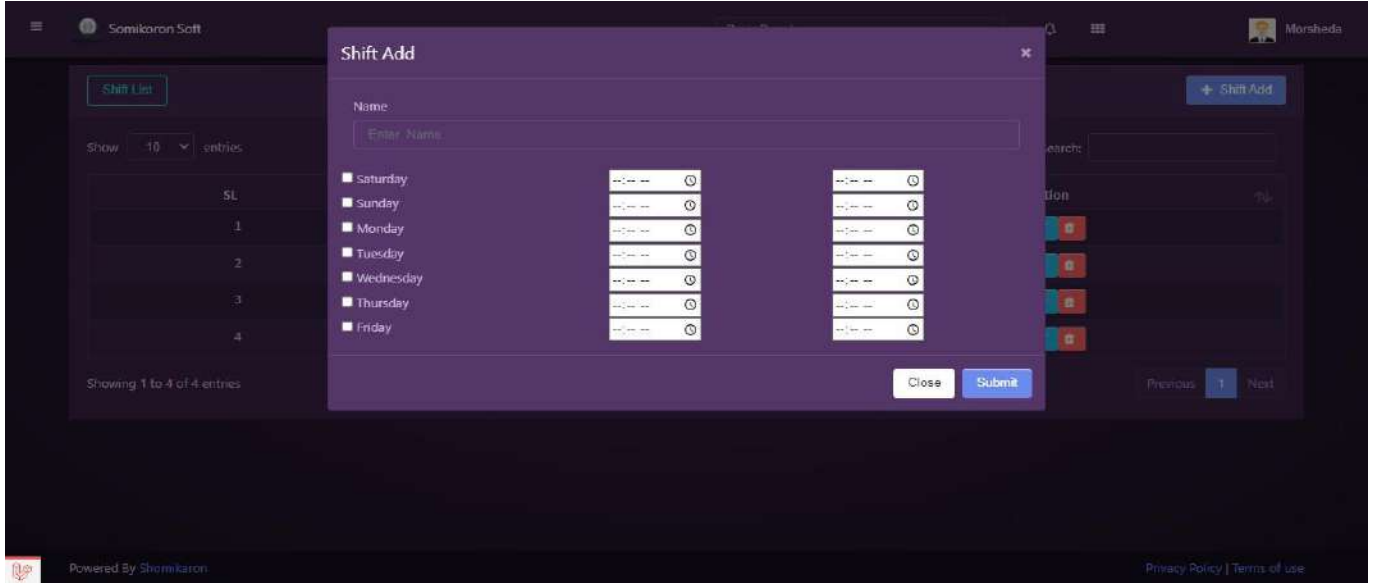 Somikoron Soft
Morsheda
Shift Add
×
Shift List
+ Shift Add
Name
Enter Name
Show 10 entries
earch:
Saturday --:-- -- --:-- --
Sunday --:-- -- --:-- --
Monday --:-- -- --:-- --
Tuesday --:-- -- --:-- --
Wednesday --:-- -- --:-- --
Thursday --:-- -- --:-- --
Friday --:-- -- --:-- --
SL
tion
1
2
3
4
Showing 1 to 4 of 4 entries
Close Submit
Previous 1 Next
Powered By Shomikaron
Privacy Policy | Terms of use